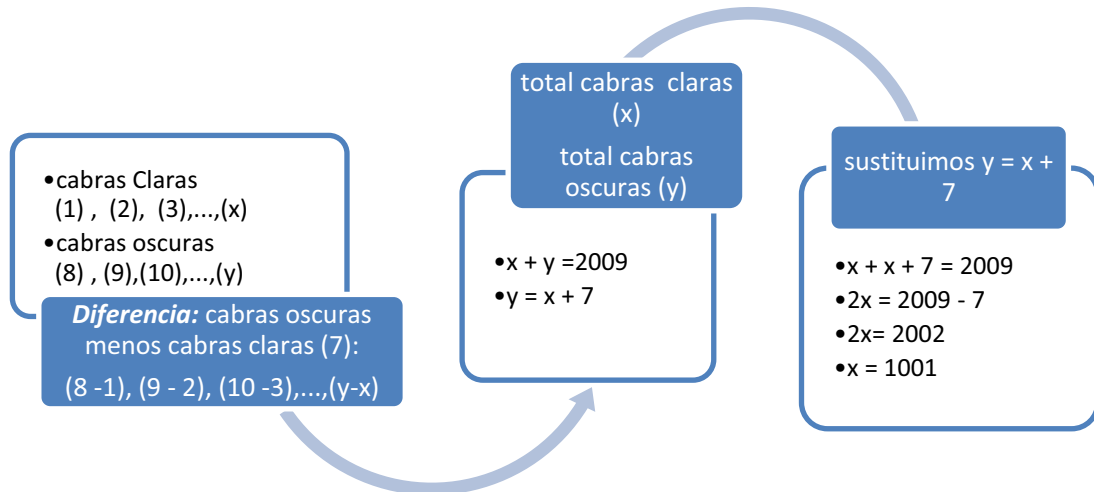 •cabras Claras
(1) , (2), (3),...,(x)
•cabras oscuras
(8) , (9),(10),...,(y)
Diferencia: cabras oscuras
menos cabras claras (7):
(8 -1), (9 - 2), (10 -3),...,(y-x)
total cabras claras
(x)
total cabras
oscuras (y)
•x + y =2009
•y = x + 7
sustituimos y = x +
7
•x + x + 7 = 2009
•2x = 2009 - 7
•2x= 2002
•x = 1001